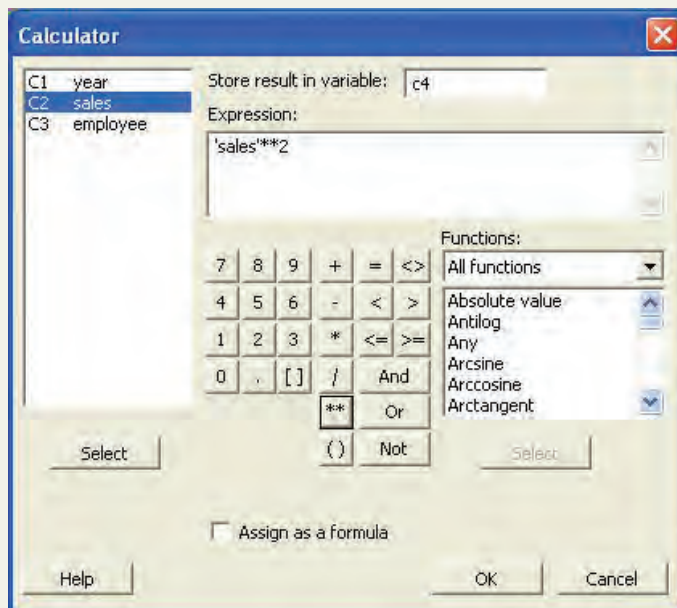 Calculator
C1 year
C2 sales
C3 employee
Store result in variable: c4
Expression:
'sales'**2
Functions:
All functions
7 8 9 + = <>
4 5 6 - < >
1 2 3 * <= >=
0 . [ ] / And
** Or
( ) Not
Absolute value
Antilog
Any
Arcsine
Arccosine
Arctangent
Select
Select
Assign as a formula
Help
OK
Cancel